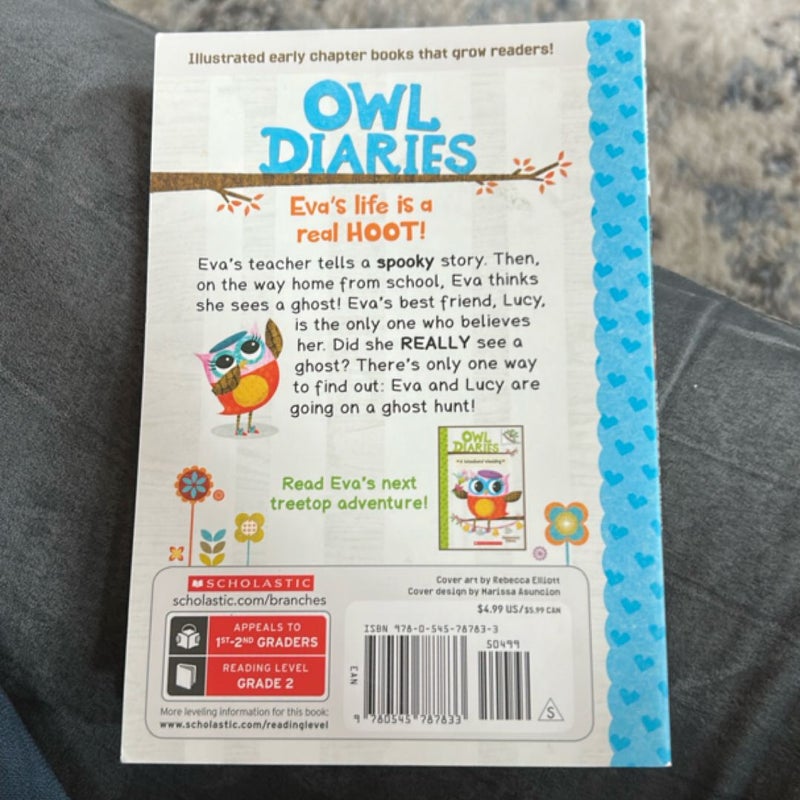 Illustrated early chapter books that grow readers!
OWL
DIARIES
Eva's life is a
real HOOT!
Eva's teacher tells a spooky story. Then,
on the way home from school, Eva thinks
she sees a ghost! Eva's best friend, Lucy,
is the only one who believes
her. Did she REALLY see a
ghost? There's only one way
to find out: Eva and Lucy are
going on a ghost hunt!
OWL
DIARIES
A Woodland Wedding
Read Eva's next
treetop adventure!
SCHOLASTIC
scholastic.com/branches
APPEALS TO
1ST-2ND GRADERS
READING LEVEL
GRADE 2
More leveling information for this book:
www.scholastic.com/readinglevel
Cover art by Rebecca Elliott
Cover design by Marissa Asuncion
$4.99 US/$5.99 CAN
ISBN 978-0-545-78783-3
50499
EAN
9 780545 787833
S